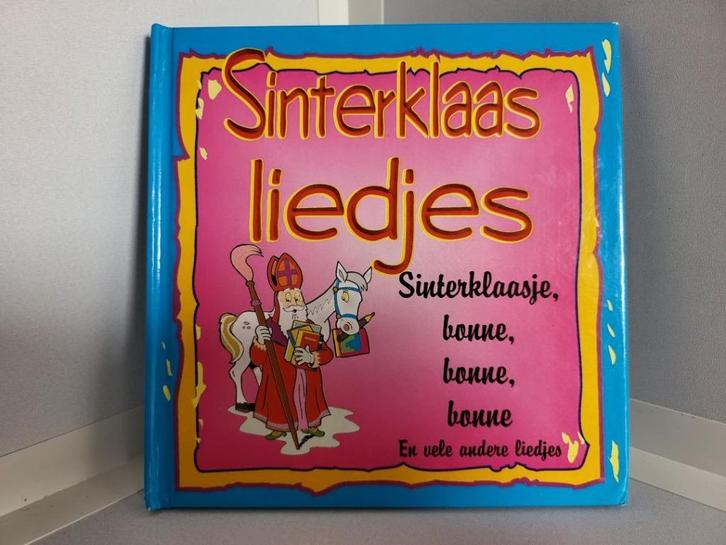 Sinterklaas
liedjes
Sinterklaasje,
bonne,
bonne,
bonne
En vele andere liedjes